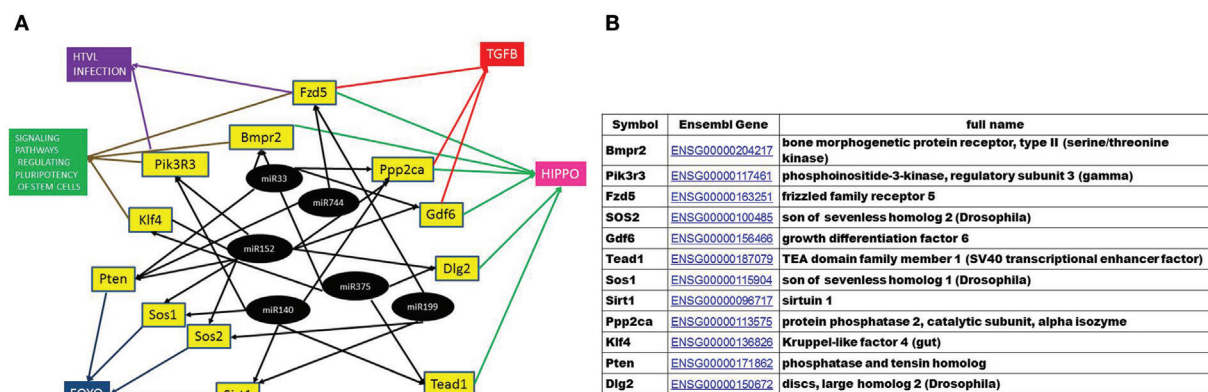 A
B
HTVL
INFECTION
TGFB
Fzd5
SIGNALING
PATHWAYS
REGULATING
PLURIPOTENCY
OF STEM CELLS
Bmpr2
Pik3R3
miR33
Ppp2ca
HIPPO
miR744
Gdf6
Klf4
miR152
Dlg2
Pten
miR375
miR199
Sos1
miR140
Sos2
Tead1
Sirt1
FOXO
Symbol Ensembl Gene full name
Bmpr2 ENSG00000204217 bone morphogenetic protein receptor, type II (serine/threonine
kinase)
Pik3r3 ENSG00000117461 phosphoinositide-3-kinase, regulatory subunit 3 (gamma)
Fzd5 ENSG00000163251 frizzled family receptor 5
SOS2 ENSG00000100485 son of sevenless homolog 2 (Drosophila)
Gdf6 ENSG00000156466 growth differentiation factor 6
Tead1 ENSG00000187079 TEA domain family member 1 (SV40 transcriptional enhancer factor)
Sos1 ENSG00000115904 son of sevenless homolog 1 (Drosophila)
Sirt1 ENSG00000096717 sirtuin 1
Ppp2ca ENSG00000113575 protein phosphatase 2, catalytic subunit, alpha isozyme
Klf4 ENSG00000136826 Kruppel-like factor 4 (gut)
Pten ENSG00000171862 phosphatase and tensin homolog
Dlg2 ENSG00000150672 discs, large homolog 2 (Drosophila)